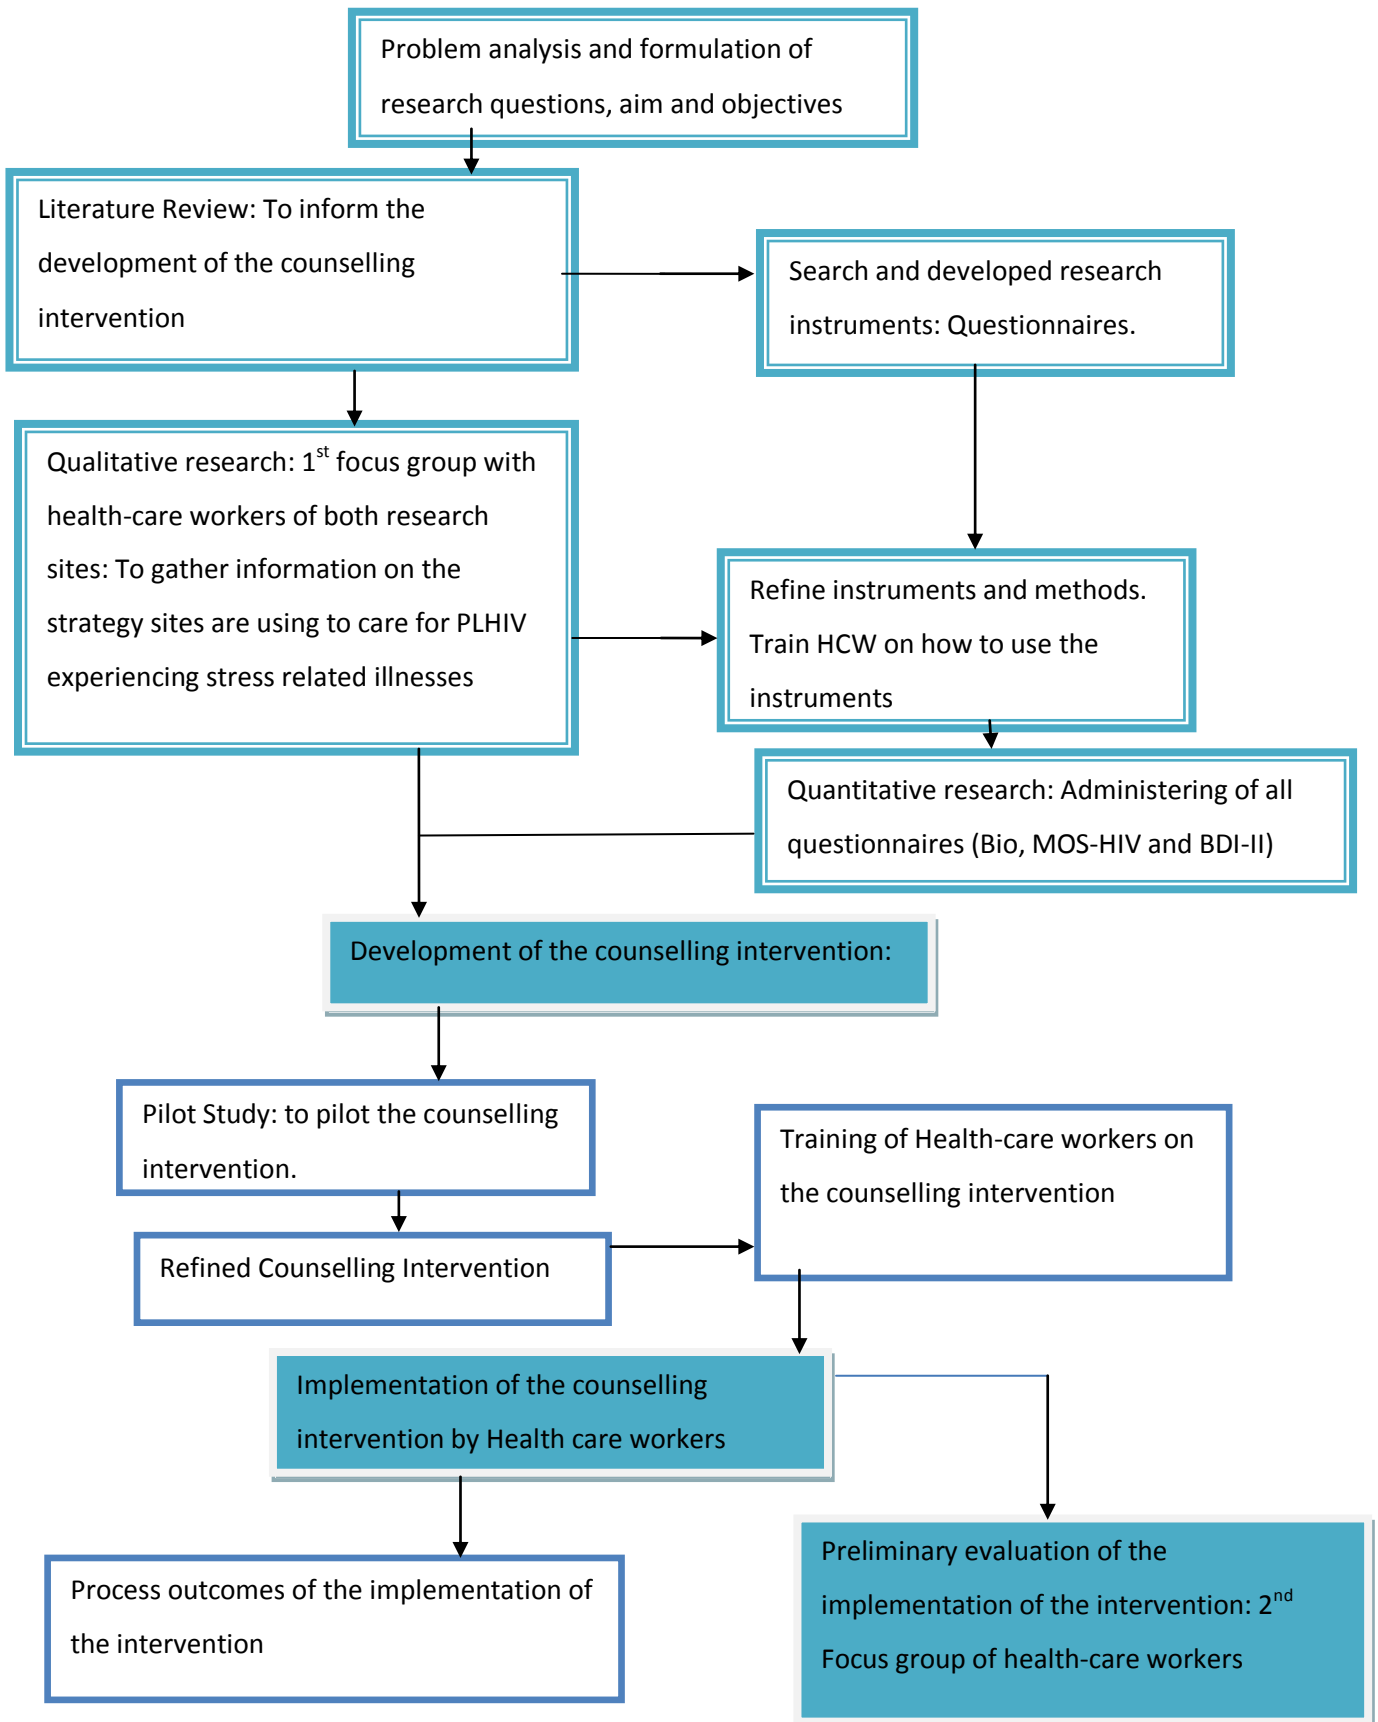 Problem analysis and formulation of
research questions, aim and objectives
Literature Review: To inform the
development of the counselling
intervention
Search and developed research
instruments: Questionnaires.
Qualitative research: 1st focus group with
health-care workers of both research
sites: To gather information on the
strategy sites are using to care for PLHIV
experiencing stress related illnesses
Refine instruments and methods.
Train HCW on how to use the
instruments
Quantitative research: Administering of all
questionnaires (Bio, MOS-HIV and BDI-II)
Development of the counselling intervention:
Pilot Study: to pilot the counselling
intervention.
Training of Health-care workers on
the counselling intervention
Refined Counselling Intervention
Implementation of the counselling
intervention by Health care workers
Process outcomes of the implementation of
the intervention
Preliminary evaluation of the
implementation of the intervention: 2nd
Focus group of health-care workers